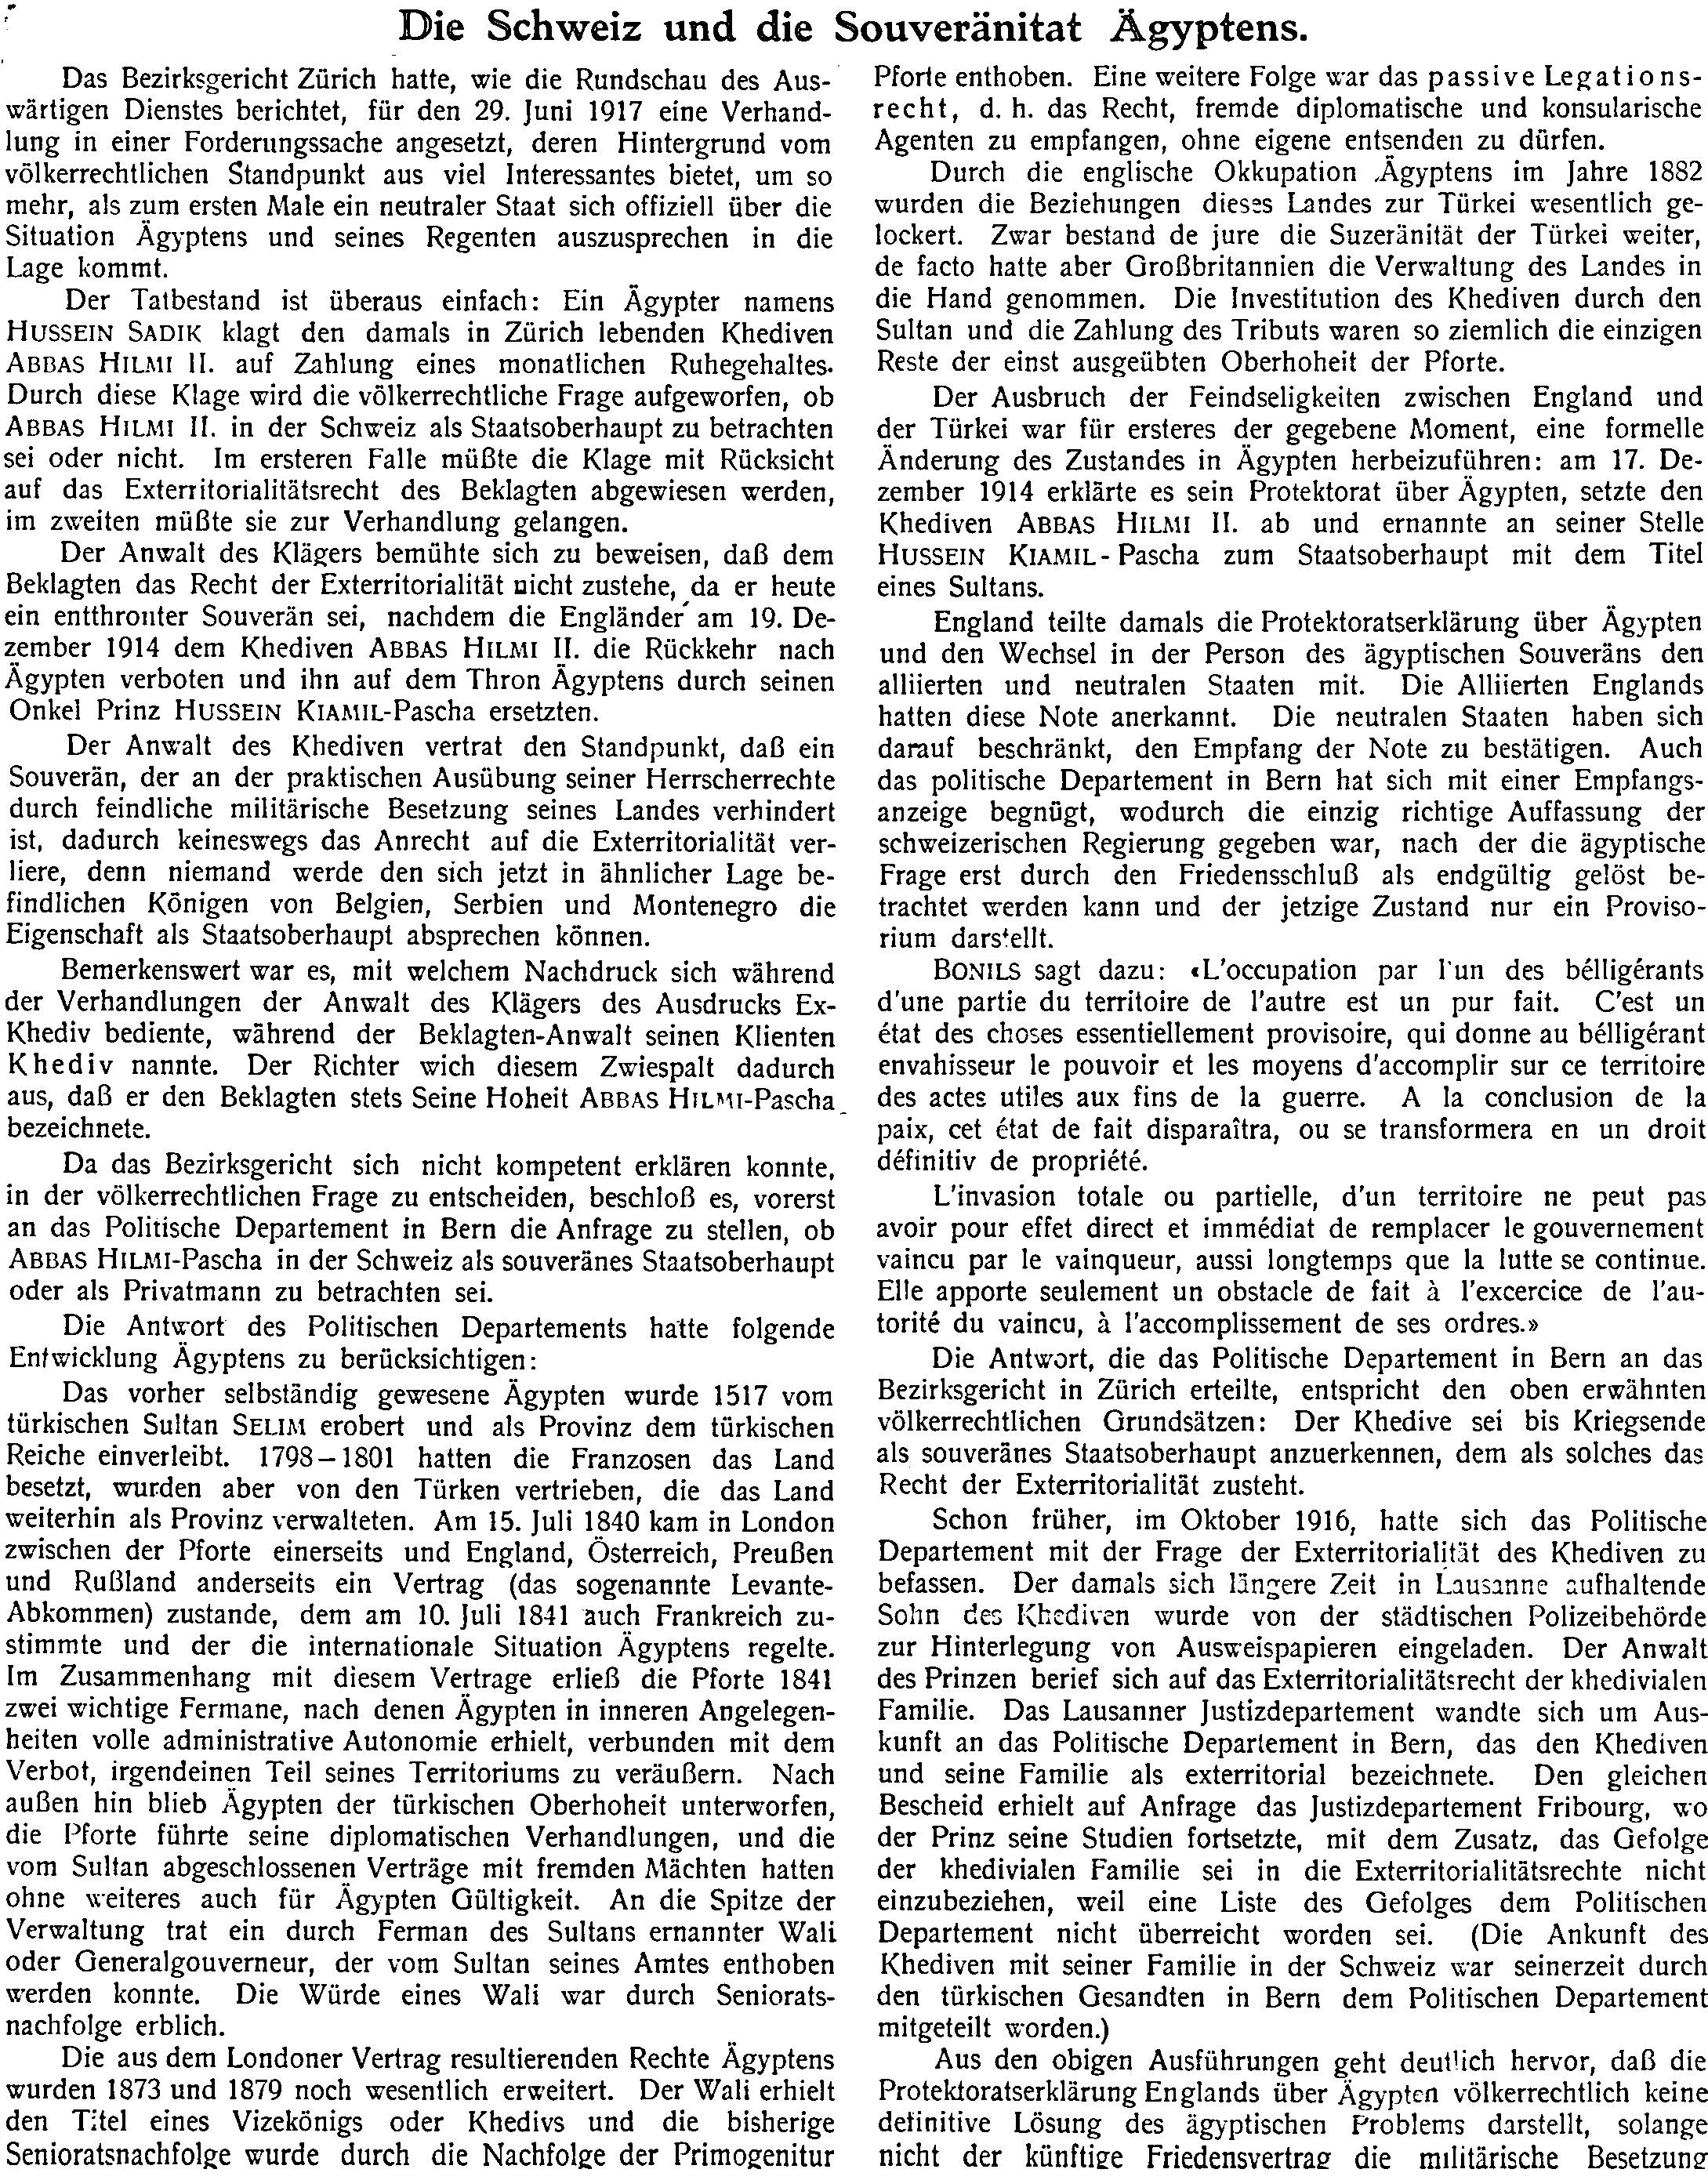 Die Schweiz und die Souveränitat Ägyptens.
Das Bezirksgericht Zürich hatte, wie die Rundschau des Aus-
wärtigen Dienstes berichtet, für den 29. Juni 1917 eine Verhand-
lung in einer Forderungssache angesetzt, deren Hintergrund vom
völkerrechtlichen Standpunkt aus viel Interessantes bietet, um so
mehr, als zum ersten Male ein neutraler Staat sich offiziell über die
Situation Ägyptens und seines Regenten auszusprechen in die
Lage kommt.
Der Tatbestand ist überaus einfach: Ein Ägypter namens
HUSSEIN SADIK klagt den damals in Zürich lebenden Khediven
ABBAS HILMI II. auf Zahlung eines monatlichen Ruhegehaltes.
Durch diese Klage wird die völkerrechtliche Frage aufgeworfen, ob
ABBAS HILMI II. in der Schweiz als Staatsoberhaupt zu betrachten
sei oder nicht. Im ersteren Falle müßte die Klage mit Rücksicht
auf das Exterritorialitätsrecht des Beklagten abgewiesen werden,
im zweiten müßte sie zur Verhandlung gelangen.
Der Anwalt des Klägers bemühte sich zu beweisen, daß dem
Beklagten das Recht der Exterritorialität nicht zustehe, da er heute
ein entthronter Souverän sei, nachdem die Engländer am 19. De-
zember 1914 dem Khediven ABBAS HILMI II. die Rückkehr nach
Ägypten verboten und ihn auf dem Thron Ägyptens durch seinen
Onkel Prinz HUSSEIN KIAMIL-Pascha ersetzten.
Der Anwalt des Khediven vertrat den Standpunkt, daß ein
Souverän, der an der praktischen Ausübung seiner Herrscherrechte
durch feindliche militärische Besetzung seines Landes verhindert
ist, dadurch keineswegs das Anrecht auf die Exterritorialität ver-
liere, denn niemand werde den sich jetzt in ähnlicher Lage be-
findlichen Königen von Belgien, Serbien und Montenegro die
Eigenschaft als Staatsoberhaupt absprechen können.
Bemerkenswert war es, mit welchem Nachdruck sich während
der Verhandlungen der Anwalt des Klägers des Ausdrucks Ex-
Khediv bediente, während der Beklagten-Anwalt seinen Klienten
Khediv nannte. Der Richter wich diesem Zwiespalt dadurch
aus, daß er den Beklagten stets Seine Hoheit ABBAS HILMI-Pascha
bezeichnete.
Da das Bezirksgericht sich nicht kompetent erklären konnte,
in der völkerrechtlichen Frage zu entscheiden, beschloß es, vorerst
an das Politische Departement in Bern die Anfrage zu stellen, ob
ABBAS HILMI-Pascha in der Schweiz als souveränes Staatsoberhaupt
oder als Privatmann zu betrachten sei.
Die Antwort des Politischen Departements hatte folgende
Entwicklung Ägyptens zu berücksichtigen:
Das vorher selbständig gewesene Ägypten wurde 1517 vom
türkischen Sultan SELIM erobert und als Provinz dem türkischen
Reiche einverleibt. 1798–1801 hatten die Franzosen das Land
besetzt, wurden aber von den Türken vertrieben, die das Land
weiterhin als Provinz verwalteten. Am 15. Juli 1840 kam in London
zwischen der Pforte einerseits und England, Österreich, Preußen
und Rußland anderseits ein Vertrag (das sogenannte Levante-
Abkommen) zustande, dem am 10. Juli 1841 auch Frankreich zu-
stimmte und der die internationale Situation Ägyptens regelte.
Im Zusammenhang mit diesem Vertrage erließ die Pforte 1841
zwei wichtige Fermane, nach denen Ägypten in inneren Angelegen-
heiten volle administrative Autonomie erhielt, verbunden mit dem
Verbot, irgendeinen Teil seines Territoriums zu veräußern. Nach
außen hin blieb Ägypten der türkischen Oberhoheit unterworfen,
die Pforte führte seine diplomatischen Verhandlungen, und die
vom Sultan abgeschlossenen Verträge mit fremden Mächten hatten
ohne weiteres auch für Ägypten Gültigkeit. An die Spitze der
Verwaltung trat ein durch Ferman des Sultans ernannter Wali
oder Generalgouverneur, der vom Sultan seines Amtes enthoben
werden konnte. Die Würde eines Wali war durch Seniorats-
nachfolge erblich.
Die aus dem Londoner Vertrag resultierenden Rechte Ägyptens
wurden 1873 und 1879 noch wesentlich erweitert. Der Wali erhielt
den Titel eines Vizekönigs oder Khedivs und die bisherige
Senioratsnachfolge wurde durch die Nachfolge der Primogenitur
Pforte enthoben. Eine weitere Folge war das passive Legations-
recht, d. h. das Recht, fremde diplomatische und konsularische
Agenten zu empfangen, ohne eigene entsenden zu dürfen.
Durch die englische Okkupation Ägyptens im Jahre 1882
wurden die Beziehungen dieses Landes zur Türkei wesentlich ge-
lockert. Zwar bestand de jure die Suzeränität der Türkei weiter,
de facto hatte aber Großbritannien die Verwaltung des Landes in
die Hand genommen. Die Investitution des Khediven durch den
Sultan und die Zahlung des Tributs waren so ziemlich die einzigen
Reste der einst ausgeübten Oberhoheit der Pforte.
Der Ausbruch der Feindseligkeiten zwischen England und
der Türkei war für ersteres der gegebene Moment, eine formelle
Änderung des Zustandes in Ägypten herbeizuführen: am 17. De-
zember 1914 erklärte es sein Protektorat über Ägypten, setzte den
Khediven ABBAS HILMI II. ab und ernannte an seiner Stelle
HUSSEIN KIAMIL-Pascha zum Staatsoberhaupt mit dem Titel
eines Sultans.
England teilte damals die Protektoratserklärung über Ägypten
und den Wechsel in der Person des ägyptischen Souveräns den
alliierten und neutralen Staaten mit. Die Alliierten Englands
hatten diese Note anerkannt. Die neutralen Staaten haben sich
darauf beschränkt, den Empfang der Note zu bestätigen. Auch
das politische Departement in Bern hat sich mit einer Empfangs-
anzeige begnügt, wodurch die einzig richtige Auffassung der
schweizerischen Regierung gegeben war, nach der die ägyptische
Frage erst durch den Friedensschluß als endgültig gelöst be-
trachtet werden kann und der jetzige Zustand nur ein Proviso-
rium darstellt.
BONILS sagt dazu: «L'occupation par l'un des bélligérants
d'une partie du territoire de l'autre est un pur fait. C'est un
état des choses essentiellement provisoire, qui donne au bélligérant
envahisseur le pouvoir et les moyens d'accomplir sur ce territoire
des actes utiles aux fins de la guerre. A la conclusion de la
paix, cet état de fait disparaîtra, ou se transformera en un droit
définitiv de propriété.
L'invasion totale ou partielle, d'un territoire ne peut pas
avoir pour effet direct et immédiat de remplacer le gouvernement
vaincu par le vainqueur, aussi longtemps que la lutte se continue.
Elle apporte seulement un obstacle de fait à l'excercice de l'au-
torité du vaincu, à l'accomplissement de ses ordres.»
Die Antwort, die das Politische Departement in Bern an das
Bezirksgericht in Zürich erteilte, entspricht den oben erwähnten
völkerrechtlichen Grundsätzen: Der Khedive sei bis Kriegsende
als souveränes Staatsoberhaupt anzuerkennen, dem als solches das
Recht der Exterritorialität zusteht.
Schon früher, im Oktober 1916, hatte sich das Politische
Departement mit der Frage der Exterritorialität des Khediven zu
befassen. Der damals sich längere Zeit in Lausanne aufhaltende
Sohn des Khediven wurde von der städtischen Polizeibehörde
zur Hinterlegung von Ausweispapieren eingeladen. Der Anwalt
des Prinzen berief sich auf das Exterritorialitätsrecht der khedivialen
Familie. Das Lausanner Justizdepartement wandte sich um Aus-
kunft an das Politische Departement in Bern, das den Khediven
und seine Familie als exterritorial bezeichnete. Den gleichen
Bescheid erhielt auf Anfrage das Justizdepartement Fribourg, wo
der Prinz seine Studien fortsetzte, mit dem Zusatz, das Gefolge
der khedivialen Familie sei in die Exterritorialitätsrechte nicht
einzubeziehen, weil eine Liste des Gefolges dem Politischen
Departement nicht überreicht worden sei. (Die Ankunft des
Khediven mit seiner Familie in der Schweiz war seinerzeit durch
den türkischen Gesandten in Bern dem Politischen Departement
mitgeteilt worden.)
Aus den obigen Ausführungen geht deutlich hervor, daß die
Protektoratserklärung Englands über Ägypten völkerrechtlich keine
definitive Lösung des ägyptischen Problems darstellt, solange
nicht der künftige Friedensvertrag die militärische Besetzung